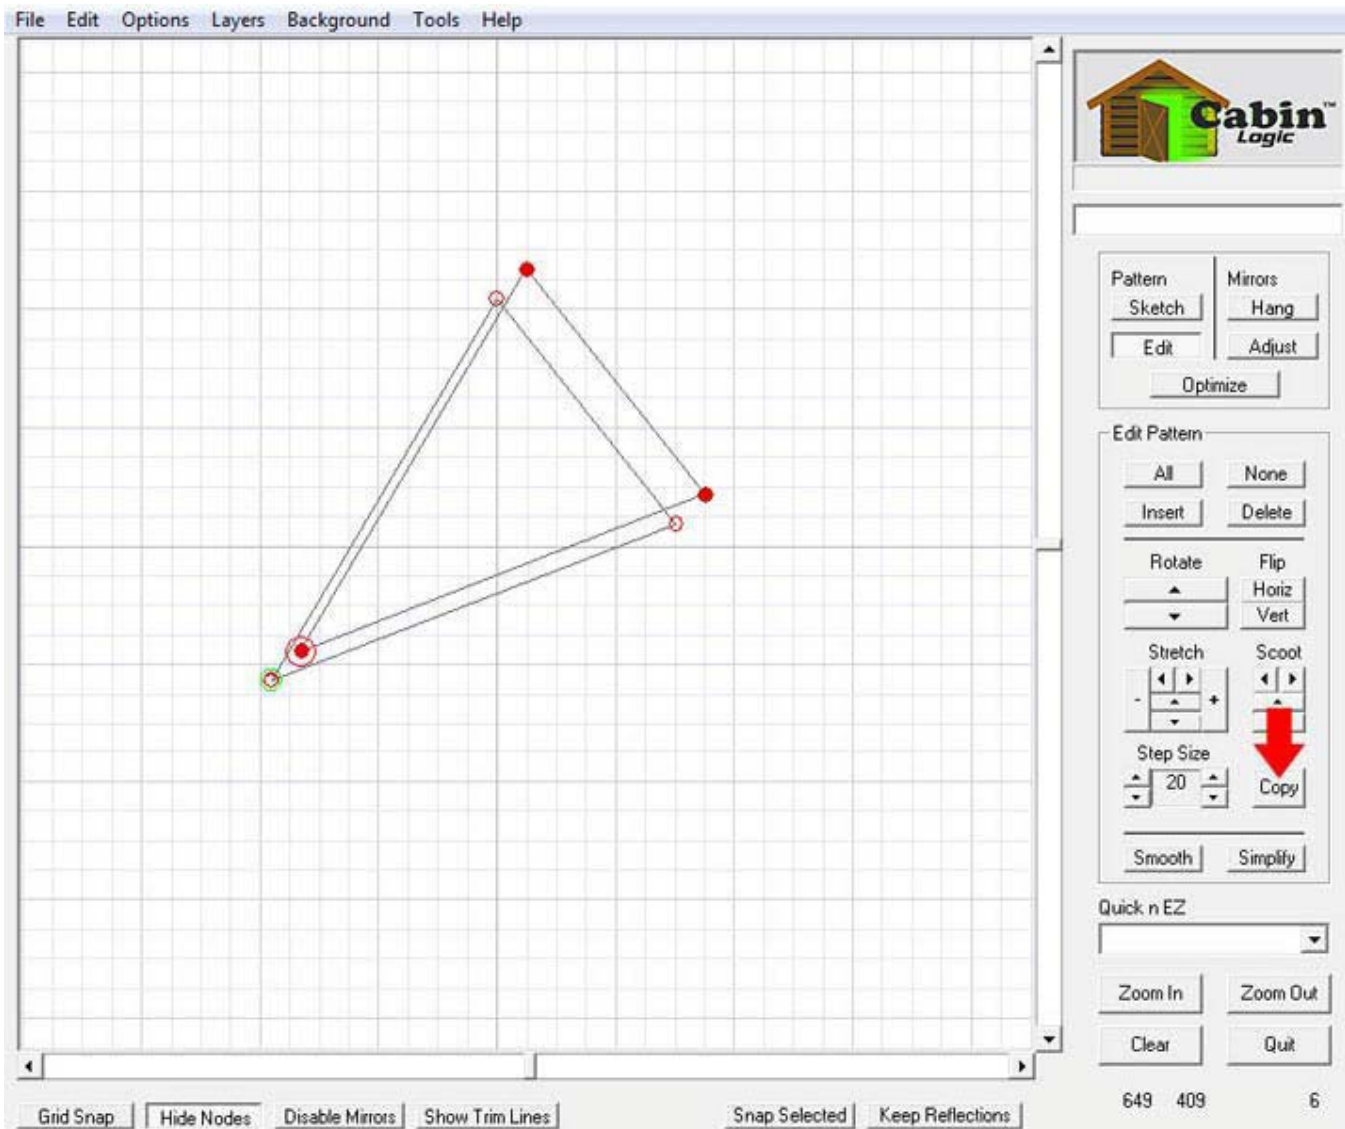 File Edit Options Layers Background Tools Help
Cabin™
Logic
Pattern Mirrors
Sketch Hang
Edit Adjust
Optimize
Edit Pattern
All None
Insert Delete
Rotate Flip
Horiz
Vert
Stretch Scoot
- +
Step Size
20 Copy
Smooth Simplify
Quick n EZ
Zoom In Zoom Out
Clear Quit
649 409 6
Grid Snap Hide Nodes Disable Mirrors Show Trim Lines Snap Selected Keep Reflections